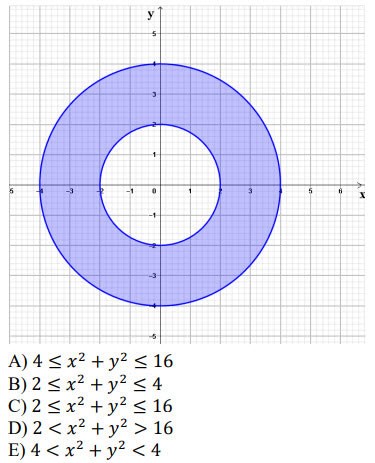 y
5
4
3
2
1
5 -4 -3 -2 -1 0 1 2 3 4 5 6 x
-1
-2
-3
-4
-5
A) 4 ≤ x² + y² ≤ 16
B) 2 ≤ x² + y² ≤ 4
C) 2 ≤ x² + y² ≤ 16
D) 2 < x² + y² > 16
E) 4 < x² + y² < 4